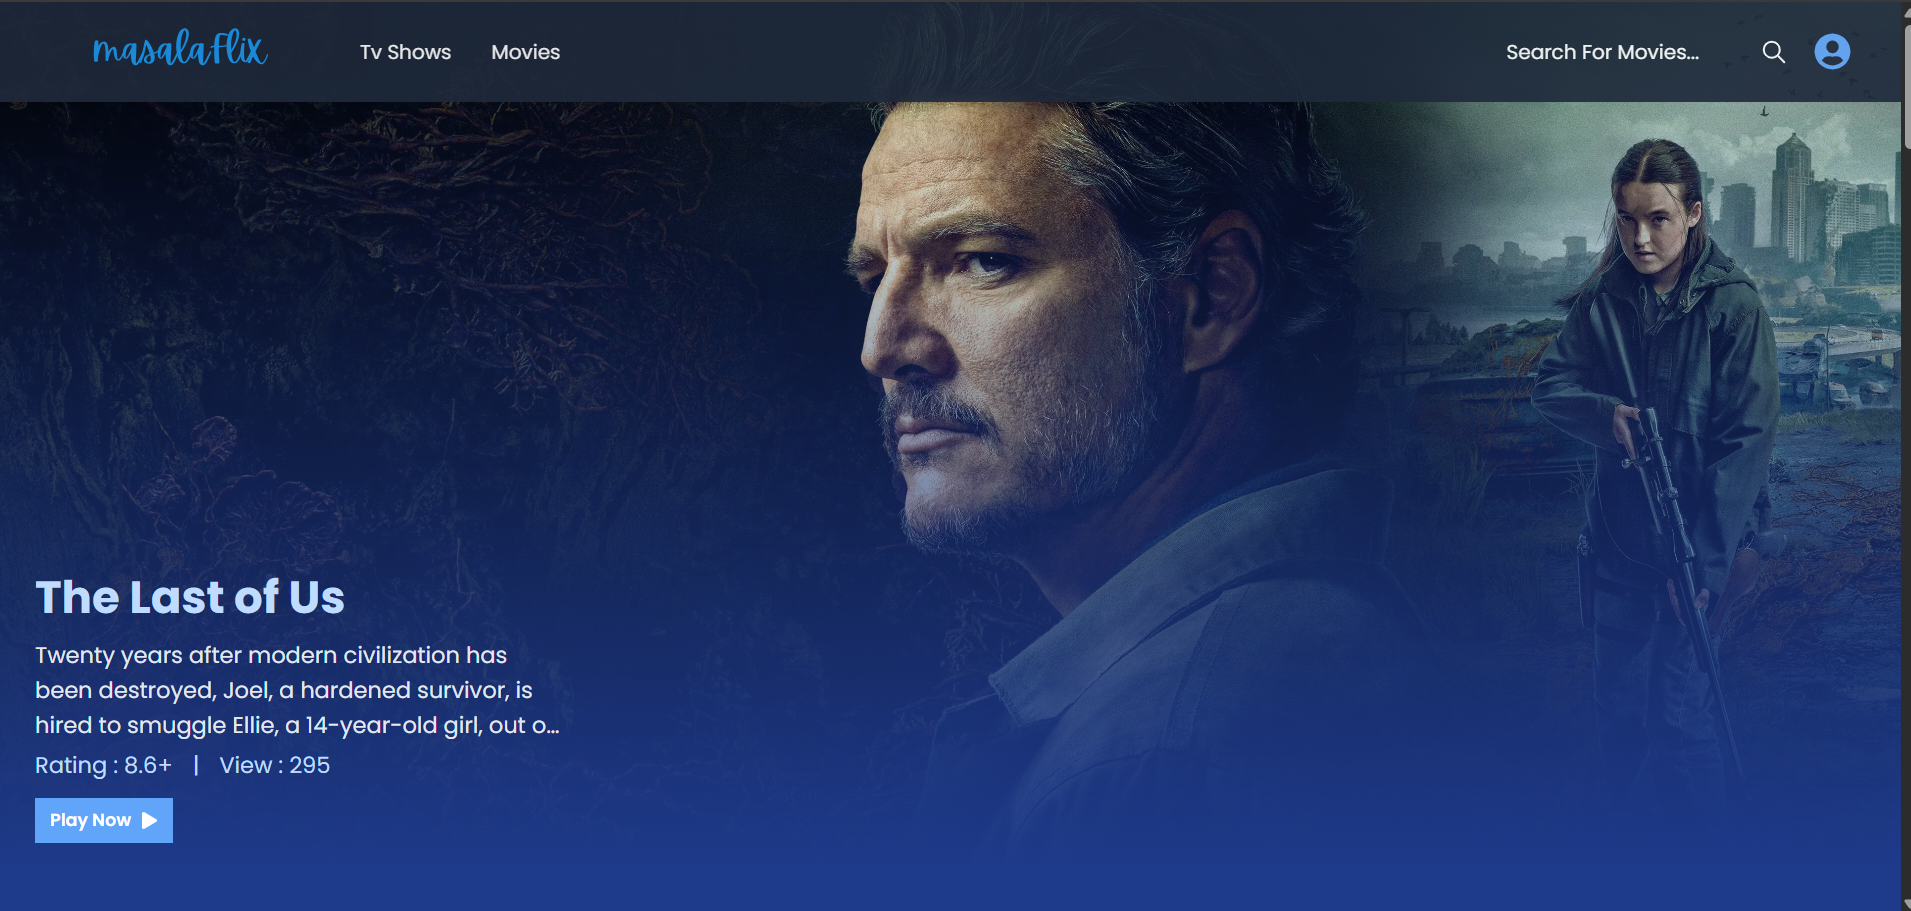 masalaflix
Tv Shows
Movies
Search For Movies...
The Last of Us
Twenty years after modern civilization has
been destroyed, Joel, a hardened survivor, is
hired to smuggle Ellie, a 14-year-old girl, out o...
Rating : 8.6+ | View : 295
Play Now